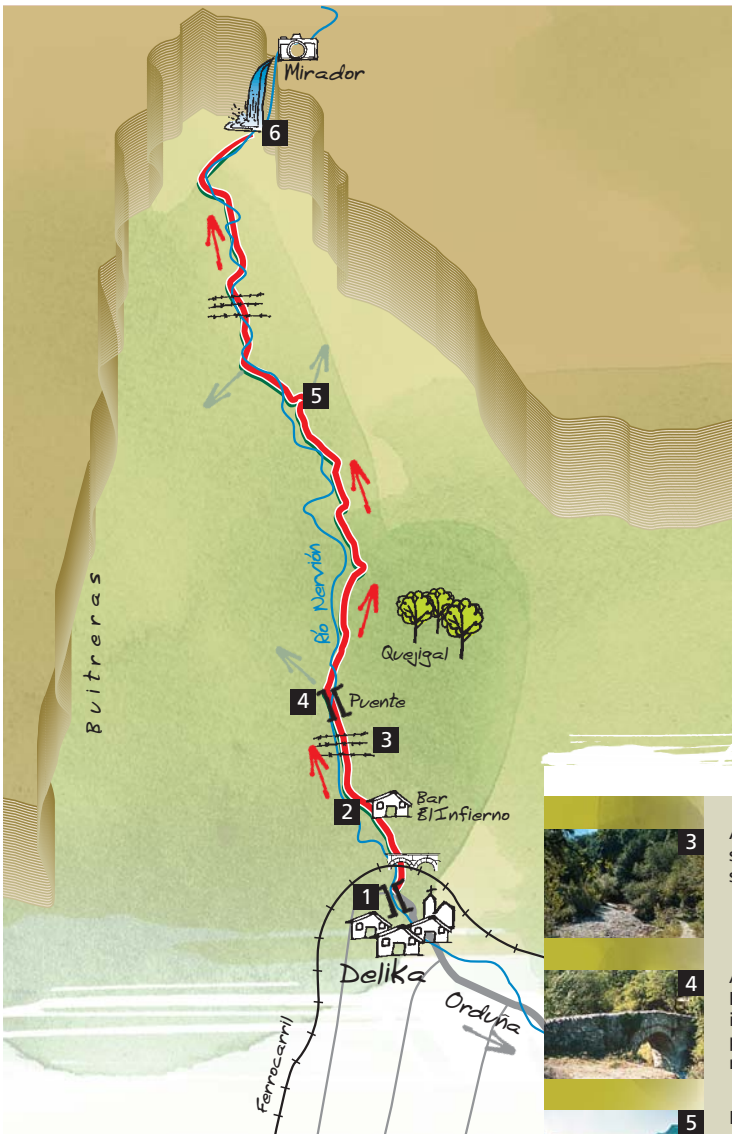 Mirador
6
5
Río Nervión
Buitreras
Quejigal
4
Puente
3
Bar
El Infierno
2
1
Delika
Orduña
Ferrocarril
3
4
5